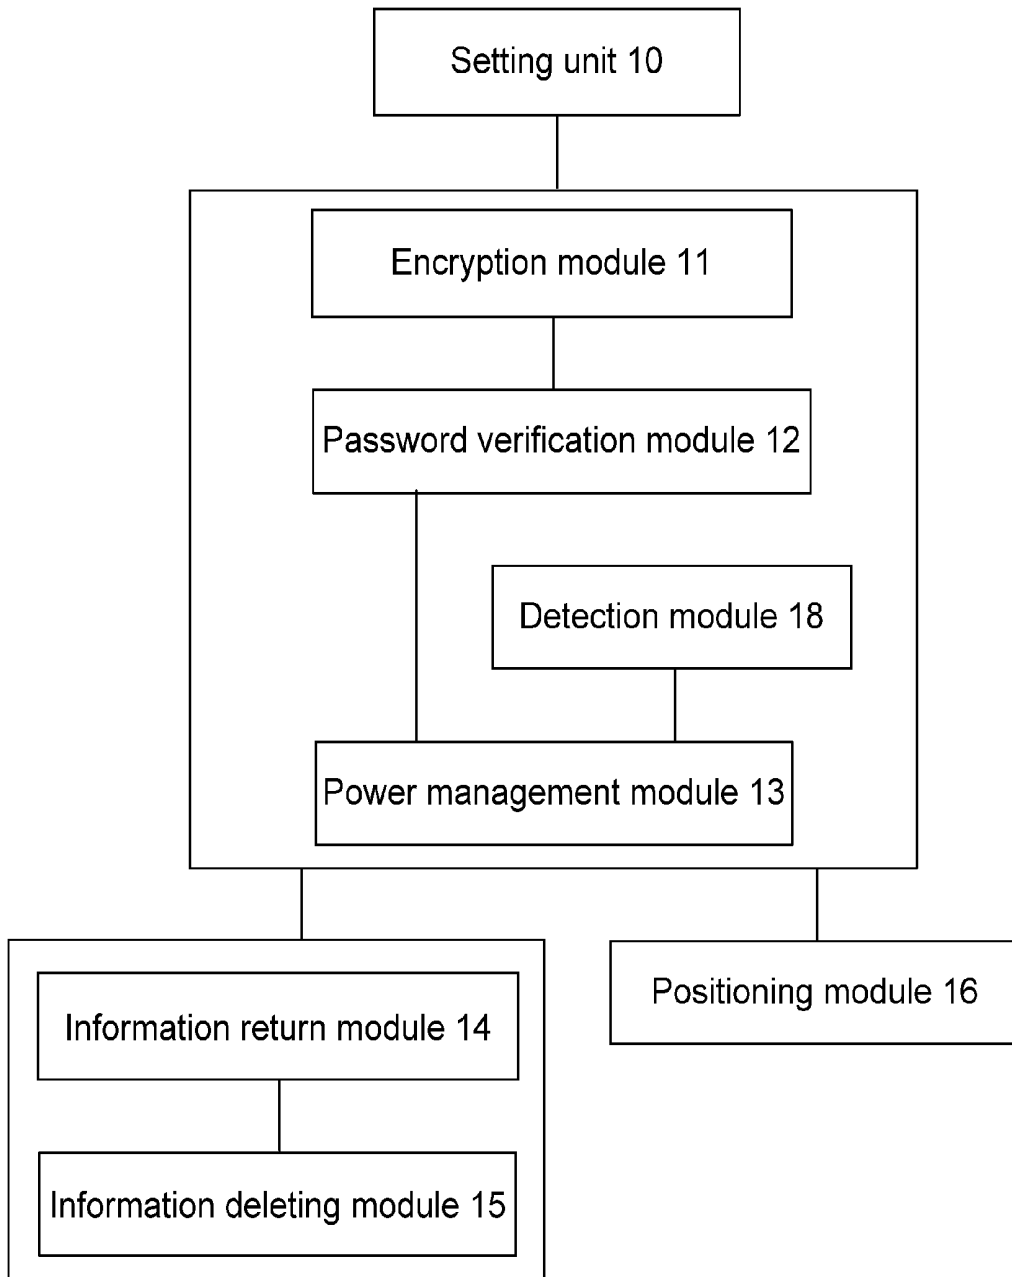 Setting unit 10
Encryption module 11
Password verification module 12
Detection module 18
Power management module 13
Information return module 14
Positioning module 16
Information deleting module 15